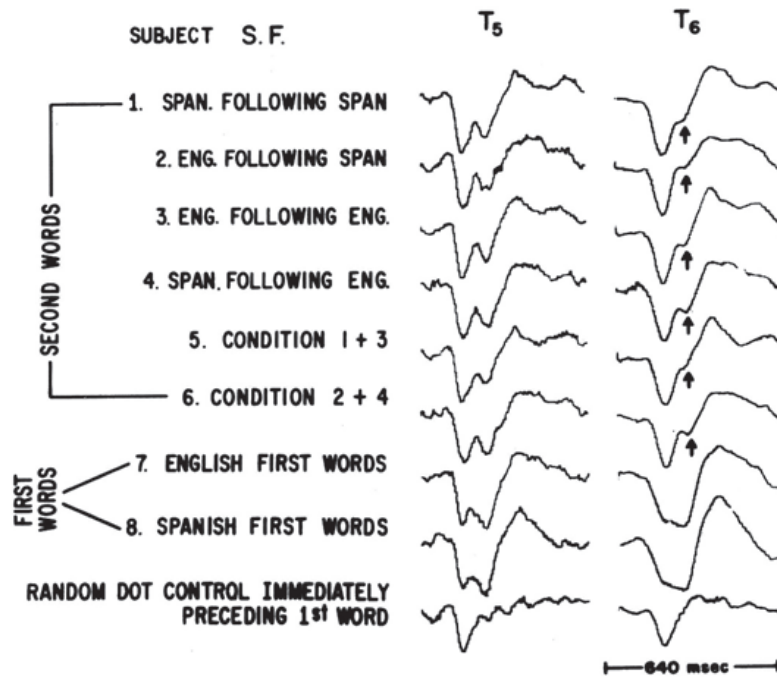 SUBJECT S. F. T5 T6
1. SPAN. FOLLOWING SPAN
2. ENG. FOLLOWING SPAN
3. ENG. FOLLOWING ENG.
4. SPAN. FOLLOWING ENG.
5. CONDITION 1 + 3
6. CONDITION 2 + 4
SECOND WORDS
7. ENGLISH FIRST WORDS
8. SPANISH FIRST WORDS
FIRST
WORDS
RANDOM DOT CONTROL IMMEDIATELY
PRECEDING 1st WORD
640 msec